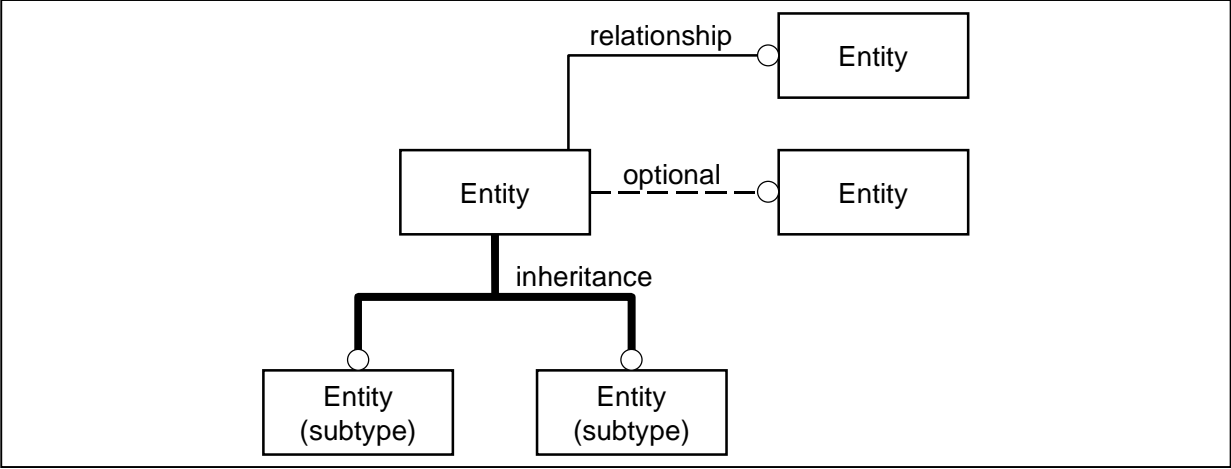 relationship
Entity
Entity
optional
Entity
inheritance
Entity
(subtype)
Entity
(subtype)